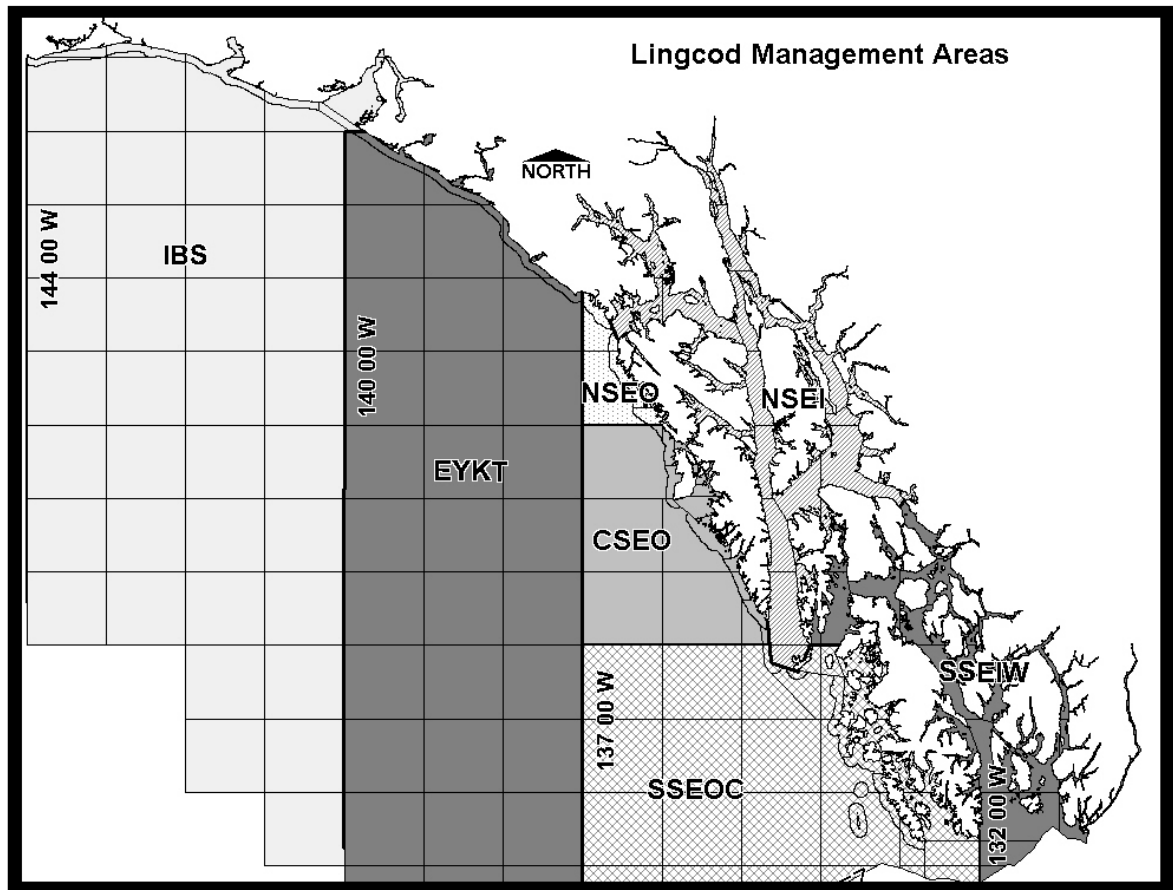 Lingcod Management Areas
NORTH
144 00 W
IBS
140 00 W
NSEO
NSEI
EYKT
CSEO
137 00 W
SSEIW
SSEOC
132 00 W